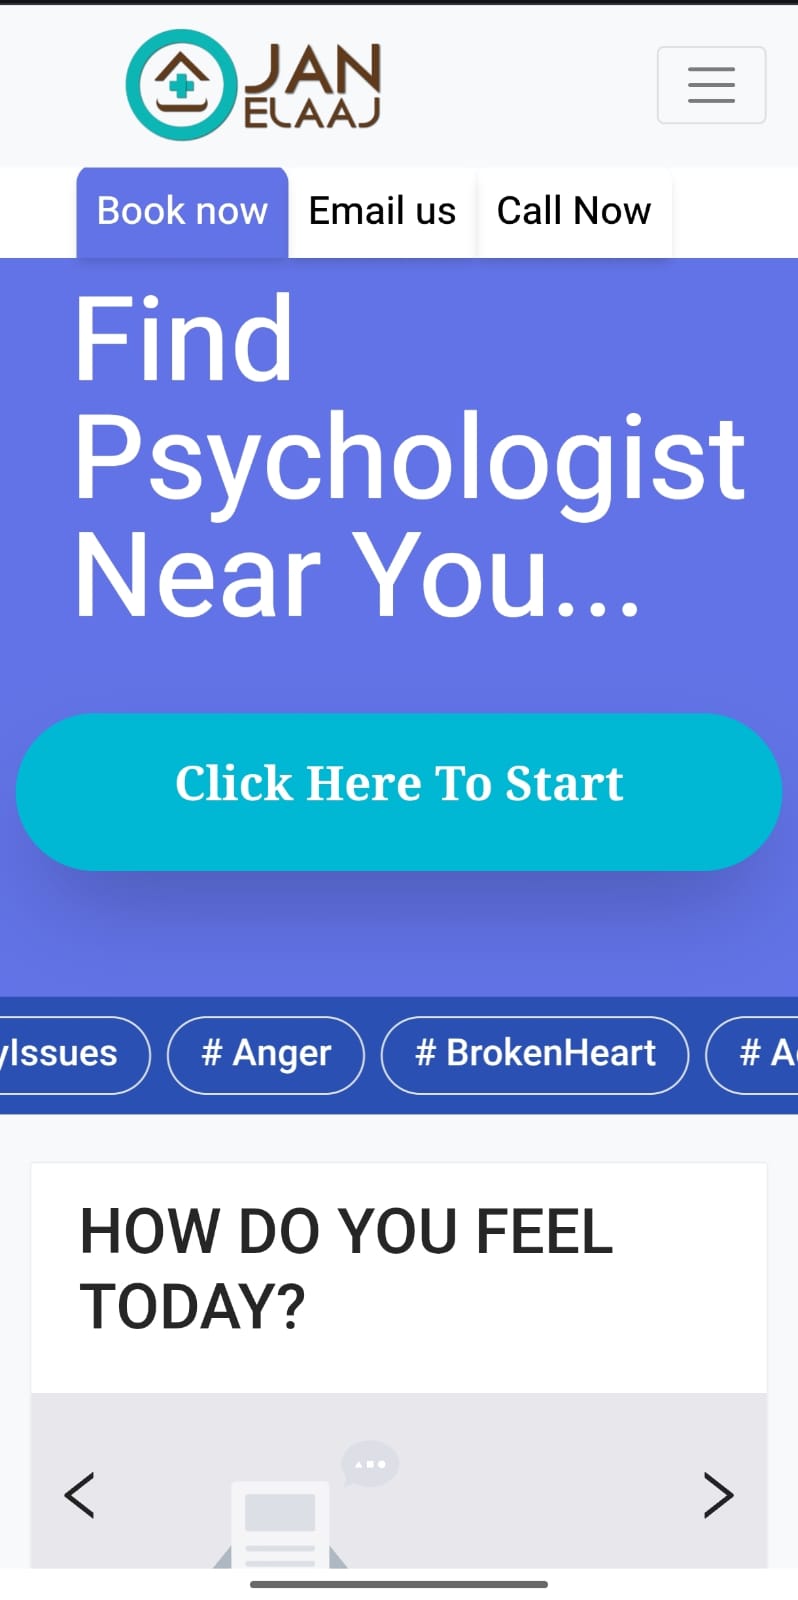 JAN
ELAAJ
Book now Email us Call Now
Find
Psychologist
Near You...
Click Here To Start
yIssues # Anger # BrokenHeart # A
HOW DO YOU FEEL
TODAY?